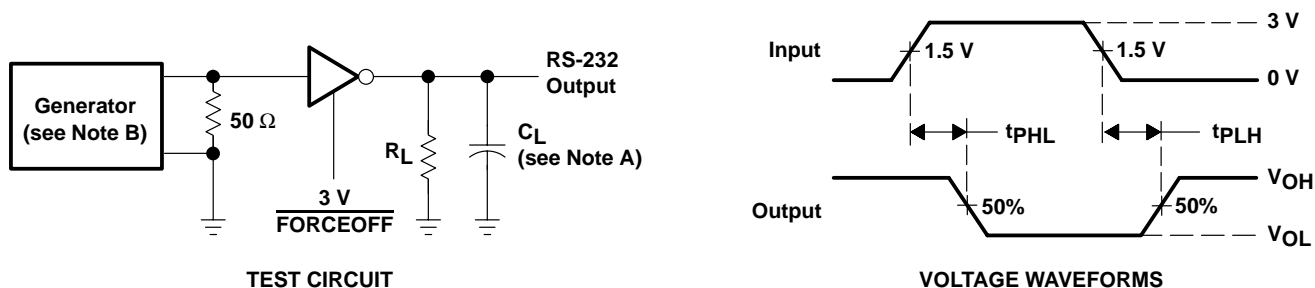 Generator
(see Note B)
50 Ω
RS-232
Output
RL
CL
(see Note A)
3 V
FORCEOFF
TEST CIRCUIT
Input
1.5 V
1.5 V
3 V
0 V
tPHL
tPLH
Output
50%
50%
VOH
VOL
VOLTAGE WAVEFORMS